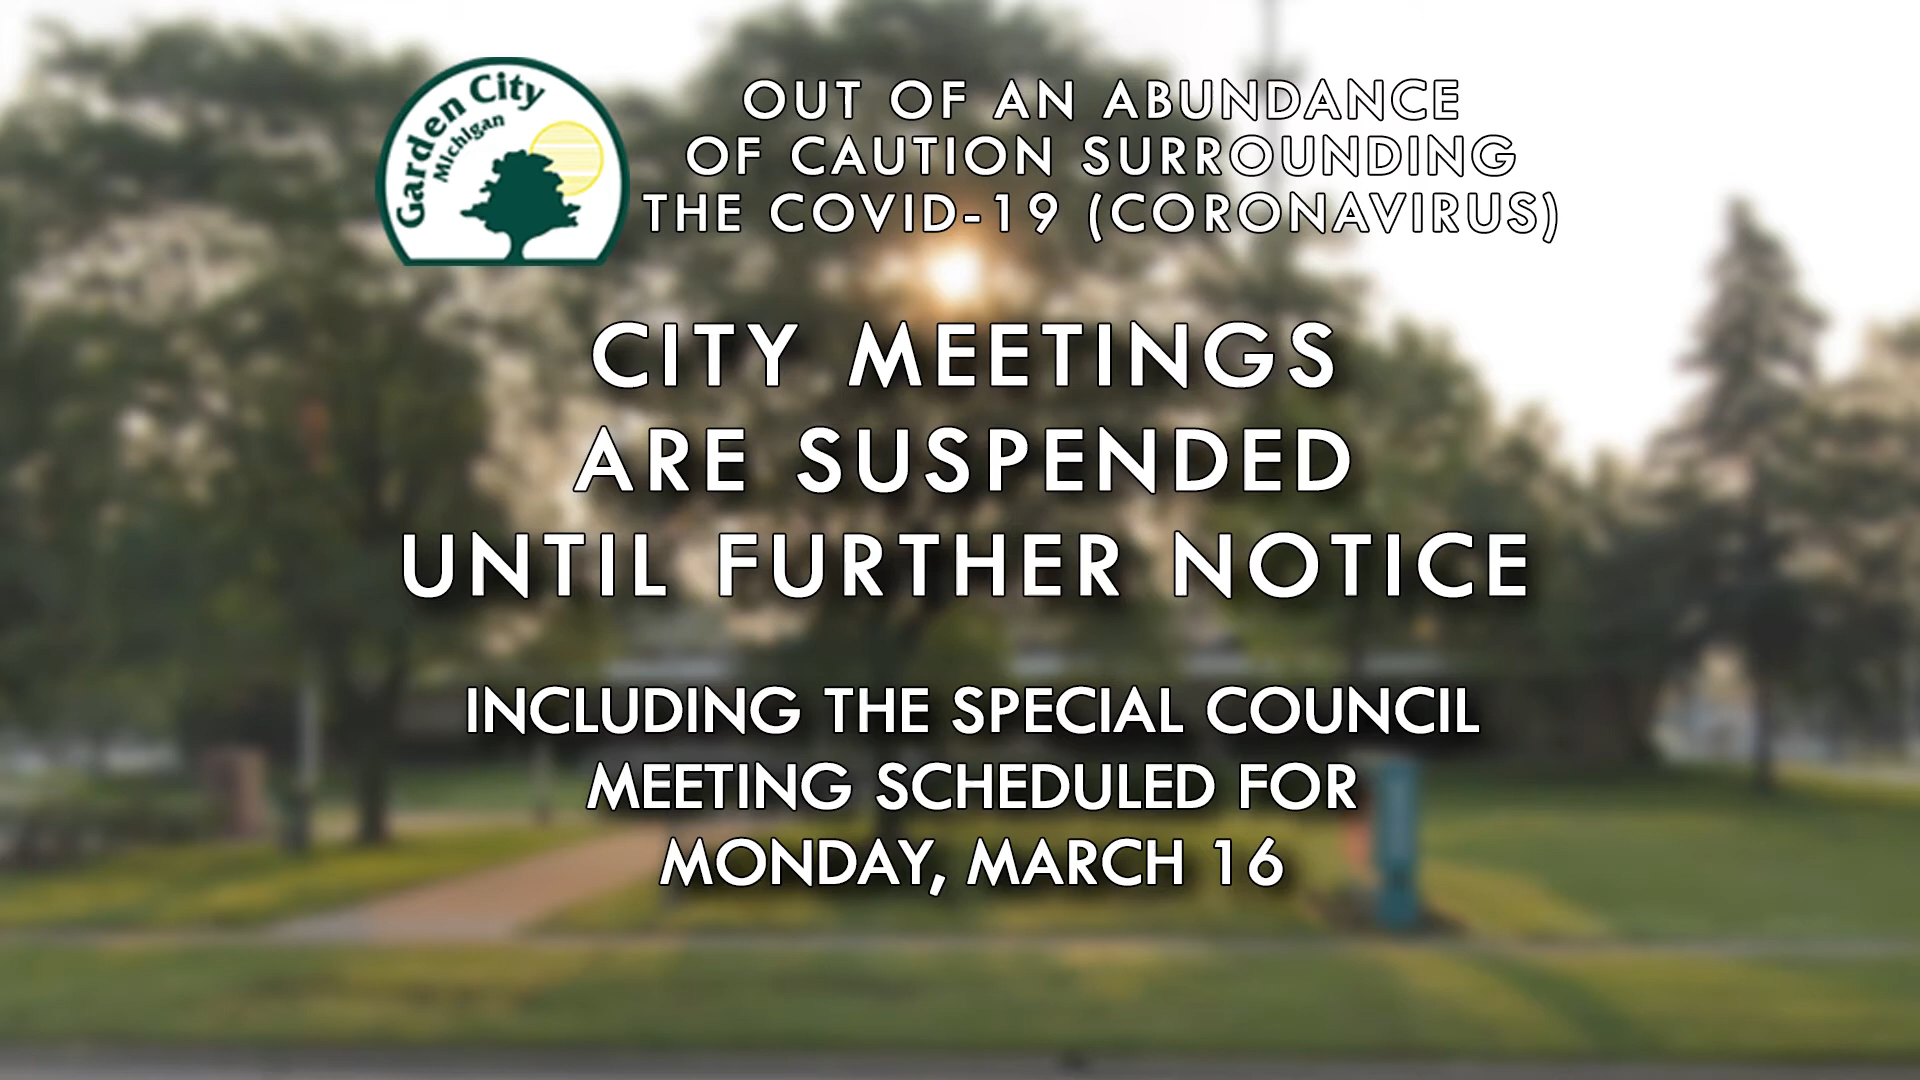 Garden City
Michigan
OUT OF AN ABUNDANCE
OF CAUTION SURROUNDING
THE COVID-19 (CORONAVIRUS)
CITY MEETINGS
ARE SUSPENDED
UNTIL FURTHER NOTICE
INCLUDING THE SPECIAL COUNCIL
MEETING SCHEDULED FOR
MONDAY, MARCH 16